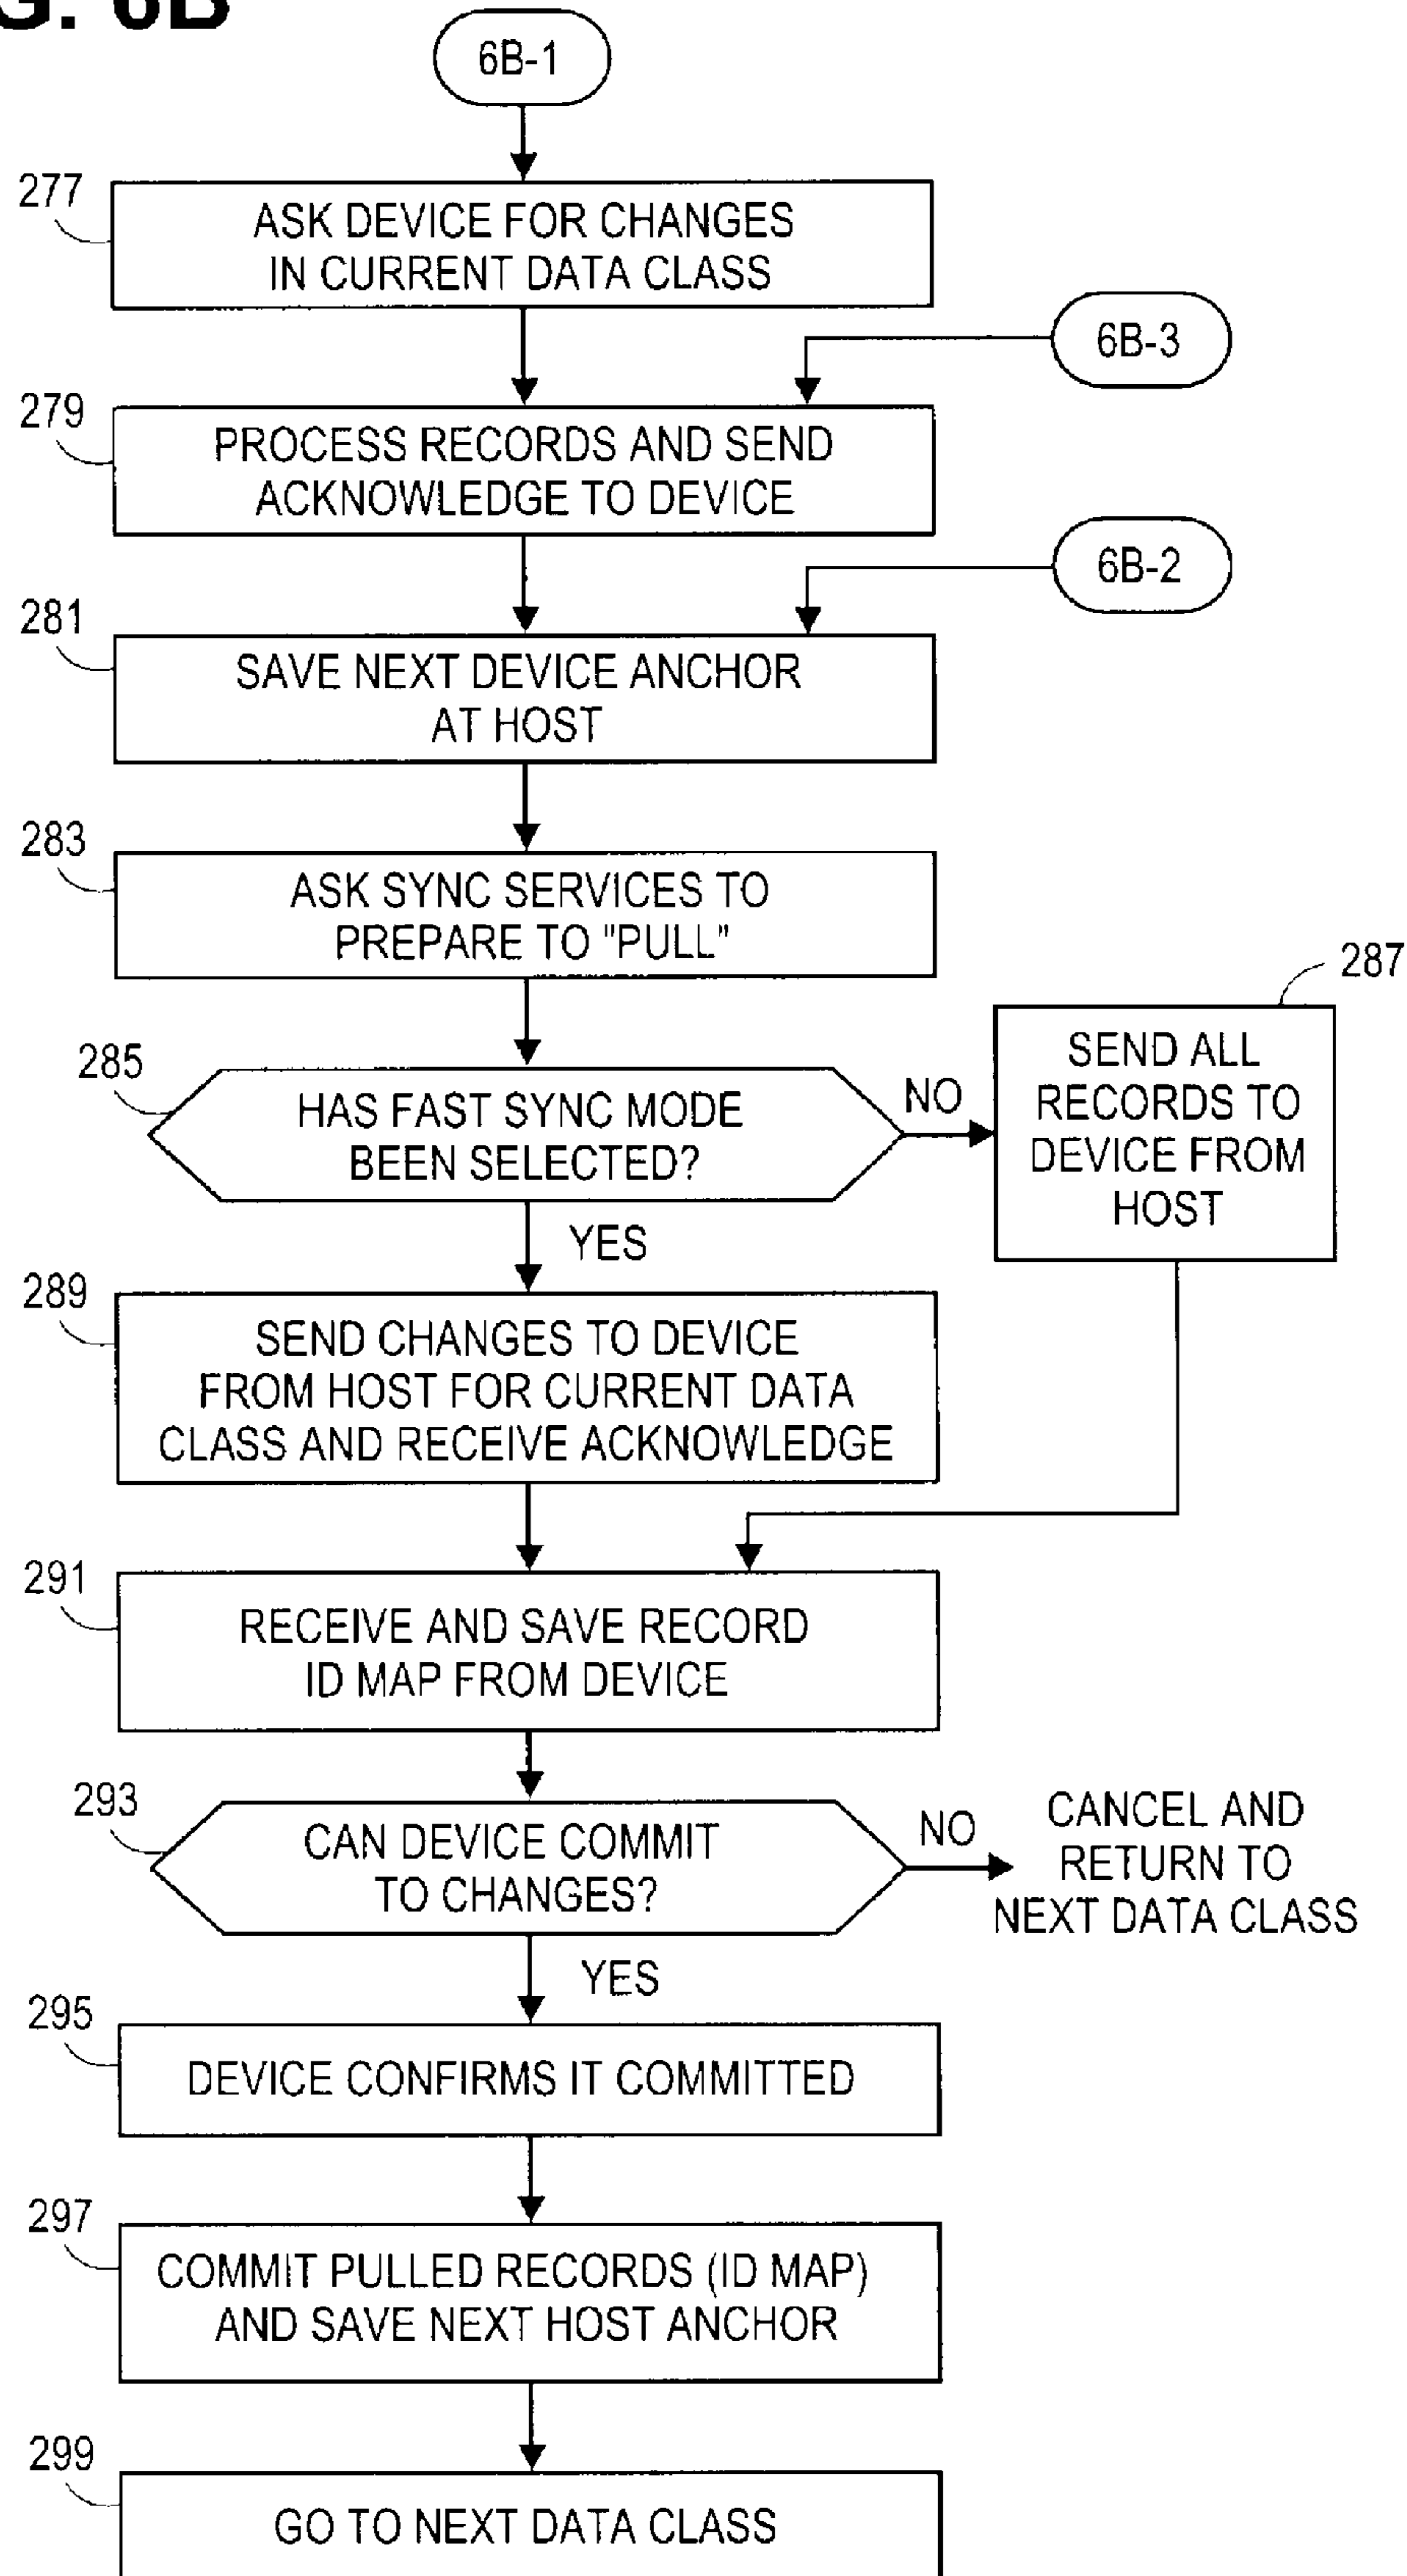 G. 6B
6B-1
277
ASK DEVICE FOR CHANGES
IN CURRENT DATA CLASS
6B-3
279
PROCESS RECORDS AND SEND
ACKNOWLEDGE TO DEVICE
6B-2
281
SAVE NEXT DEVICE ANCHOR
AT HOST
283
ASK SYNC SERVICES TO
PREPARE TO "PULL"
287
SEND ALL
RECORDS TO
DEVICE FROM
HOST
285
HAS FAST SYNC MODE
BEEN SELECTED?
NO
YES
289
SEND CHANGES TO DEVICE
FROM HOST FOR CURRENT DATA
CLASS AND RECEIVE ACKNOWLEDGE
291
RECEIVE AND SAVE RECORD
ID MAP FROM DEVICE
293
CAN DEVICE COMMIT
TO CHANGES?
NO
CANCEL AND
RETURN TO
NEXT DATA CLASS
YES
295
DEVICE CONFIRMS IT COMMITTED
297
COMMIT PULLED RECORDS (ID MAP)
AND SAVE NEXT HOST ANCHOR
299
GO TO NEXT DATA CLASS